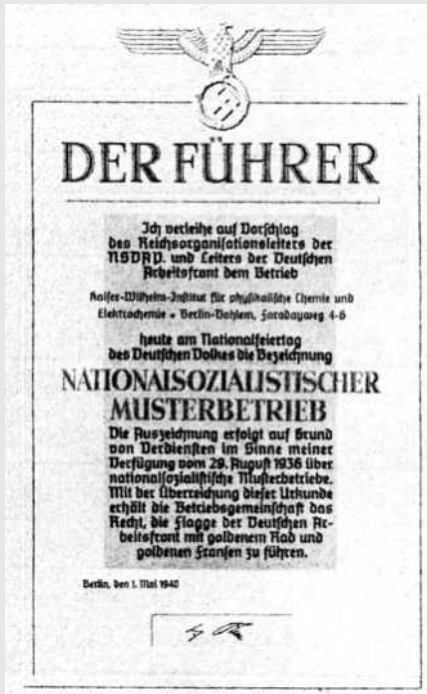 DER FÜHRER
Ich verleihe auf Vorschlag
des Reichsorganisationsleiters der
NSDAP. und Leiters der Deutschen
Arbeitsfront dem Betrieb
Kaiser-Wilhelm-Institut für physikalische Chemie und
Elektrochemie • Berlin-Dahlem, Faradayweg 4-6
heute am Nationalfeiertag
des Deutschen Volkes die Bezeichnung
NATIONALSOZIALISTISCHER
MUSTERBETRIEB
Die Auszeichnung erfolgt auf Grund
von Verdiensten im Sinne meiner
Verfügung vom 29. August 1936 über
nationalsozialistische Musterbetriebe.
Mit der Überreichung dieser Urkunde
erhält die Betriebsgemeinschaft das
Recht, die Flagge der Deutschen Ar-
beitsfront mit goldenem Rad und
goldenen Fransen zu führen.
Berlin, den 1. Mai 1940